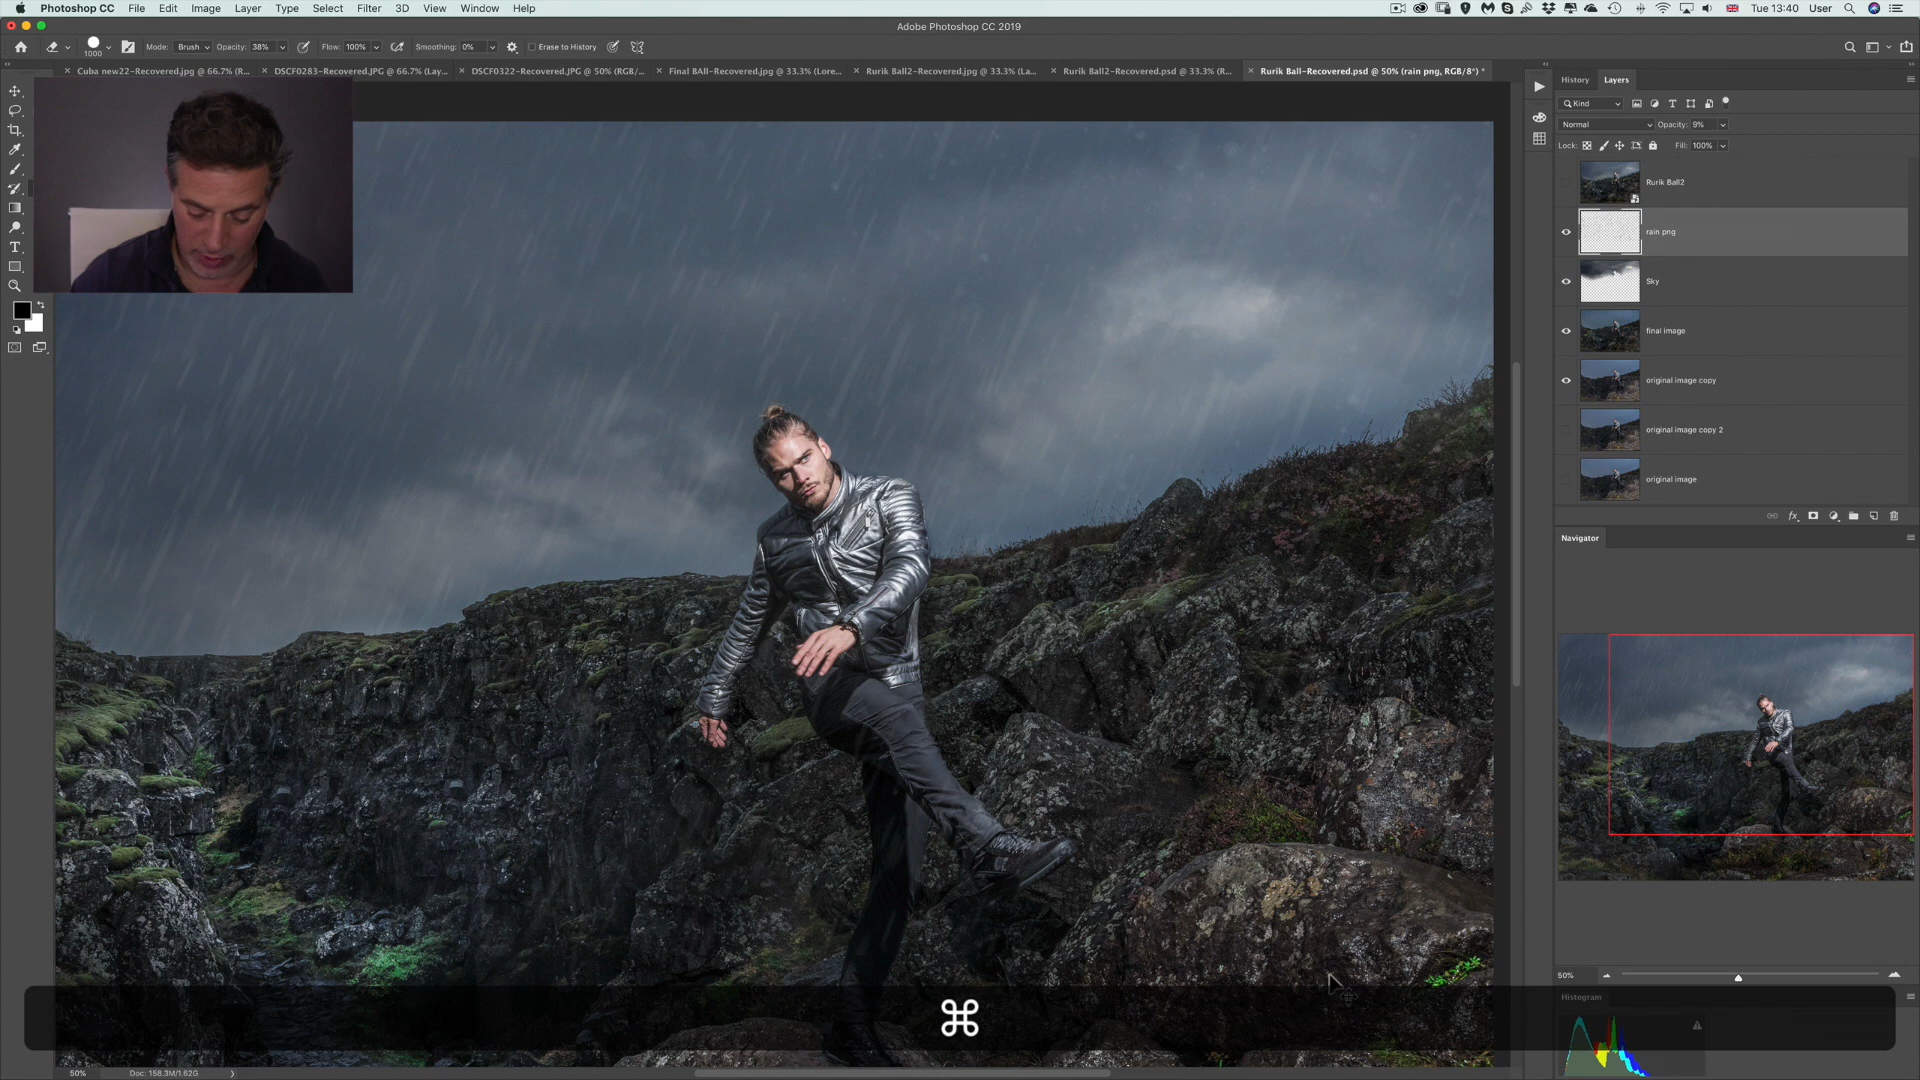 Photoshop CC File Edit Image Layer Type Select Filter 3D View Window Help Tue 13:40 User
Adobe Photoshop CC 2019
1000 Mode: Brush Opacity: 38% Flow: 100% Smoothing: 0% Erase to History
Cuba new22-Recovered.jpg @ 66.7% (R... DSCF0283-Recovered.JPG @ 66.7% (Lay... DSCF0322-Recovered.JPG @ 50% (RGB/... Final BAll-Recovered.jpg @ 33.3% (Lore... Rurik Ball2-Recovered.jpg @ 33.3% (La... Rurik Ball2-Recovered.psd @ 33.3% (R... Rurik Ball-Recovered.psd @ 50% (rain png, RGB/8*) *
History Layers
Kind
Normal Opacity: 9%
Lock: Fill: 100%
Rurik Ball2
rain png
Sky
final image
original image copy
original image copy 2
original image
fx
Navigator
50%
Histogram
⌘
50% Doc: 158.3M/1.62G